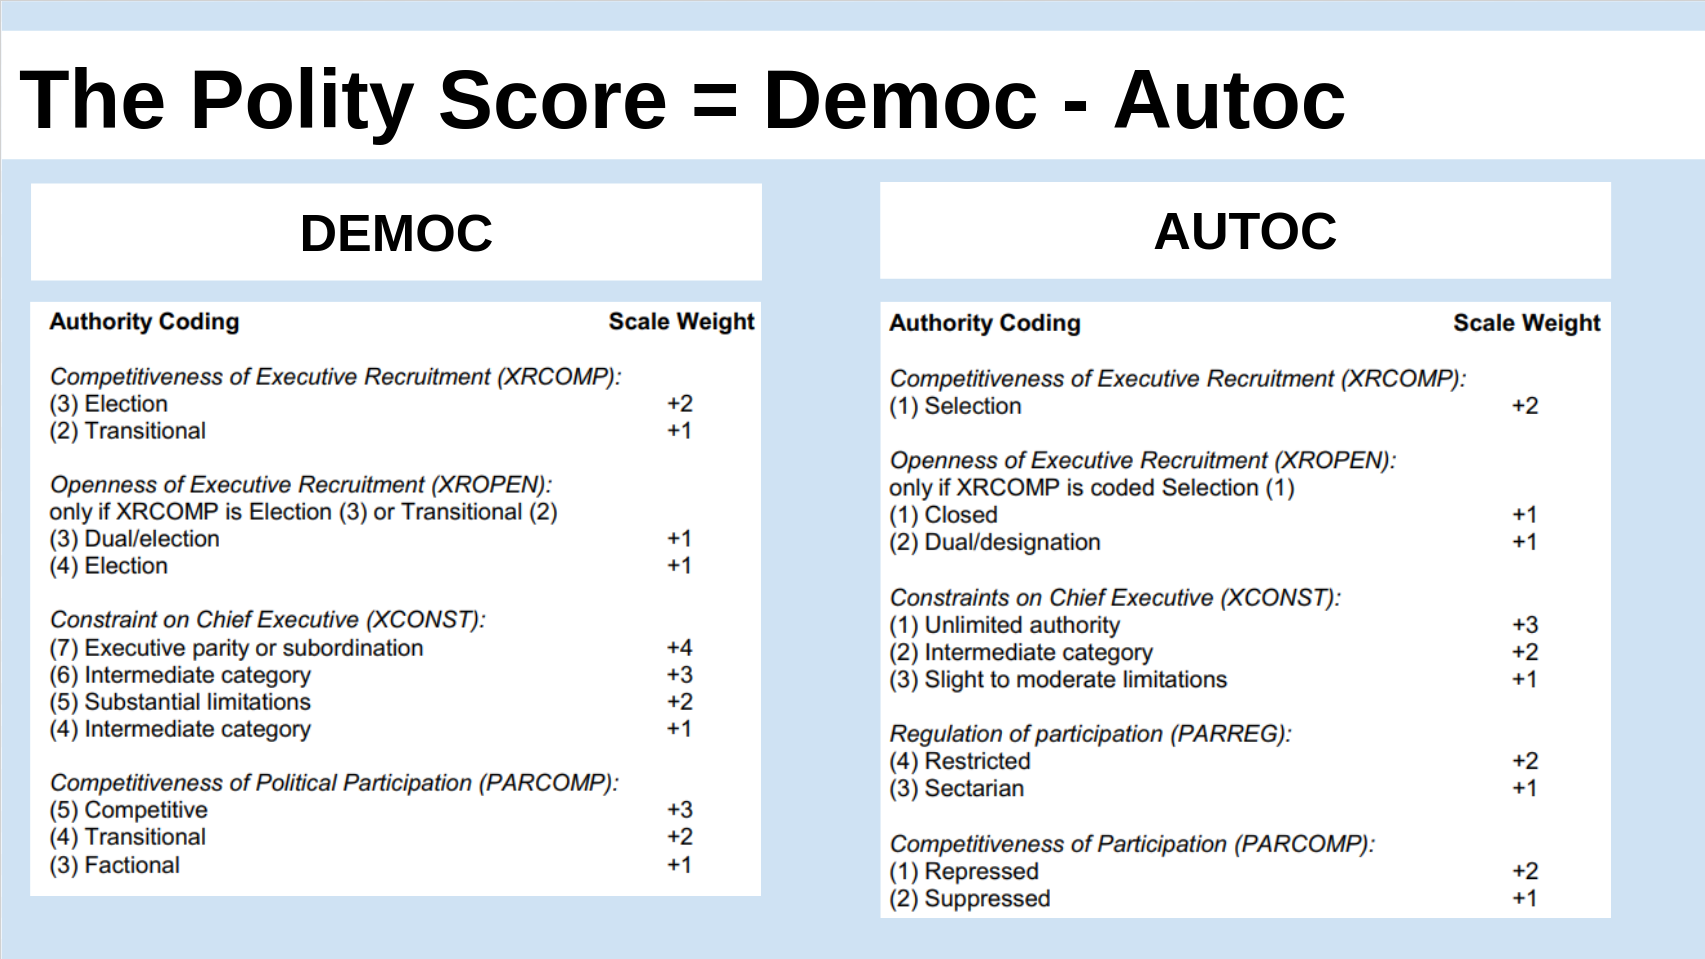 The Polity Score = Democ - Autoc
DEMOC
Authority Coding Scale Weight
Competitiveness of Executive Recruitment (XRCOMP):
(3) Election +2
(2) Transitional +1
Openness of Executive Recruitment (XROPEN):
only if XRCOMP is Election (3) or Transitional (2)
(3) Dual/election +1
(4) Election +1
Constraint on Chief Executive (XCONST):
(7) Executive parity or subordination +4
(6) Intermediate category +3
(5) Substantial limitations +2
(4) Intermediate category +1
Competitiveness of Political Participation (PARCOMP):
(5) Competitive +3
(4) Transitional +2
(3) Factional +1
AUTOC
Authority Coding Scale Weight
Competitiveness of Executive Recruitment (XRCOMP):
(1) Selection +2
Openness of Executive Recruitment (XROPEN):
only if XRCOMP is coded Selection (1)
(1) Closed +1
(2) Dual/designation +1
Constraints on Chief Executive (XCONST):
(1) Unlimited authority +3
(2) Intermediate category +2
(3) Slight to moderate limitations +1
Regulation of participation (PARREG):
(4) Restricted +2
(3) Sectarian +1
Competitiveness of Participation (PARCOMP):
(1) Repressed +2
(2) Suppressed +1